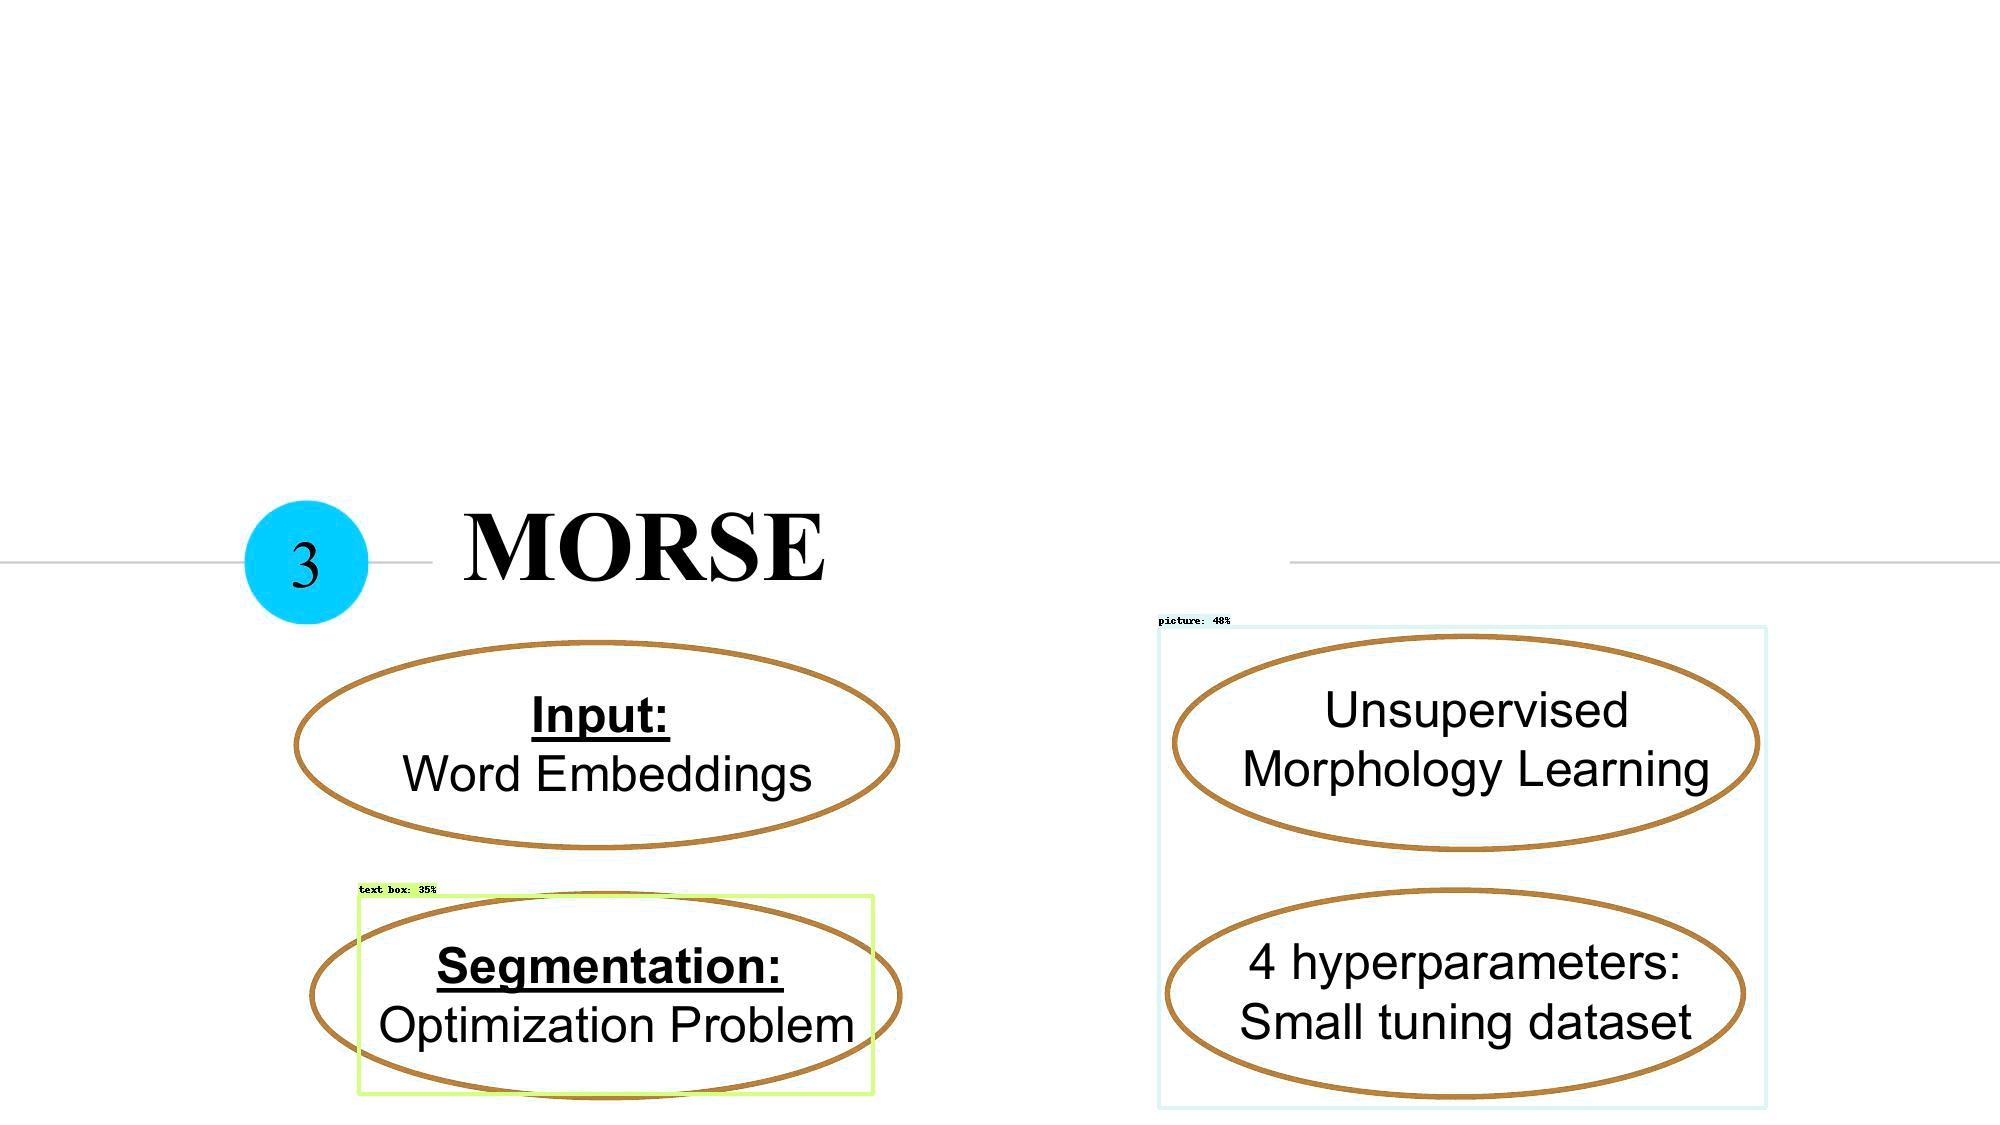 3
MORSE
picture: 48%
Input:
Word Embeddings
Unsupervised
Morphology Learning
text box: 35%
Segmentation:
Optimization Problem
4 hyperparameters:
Small tuning dataset